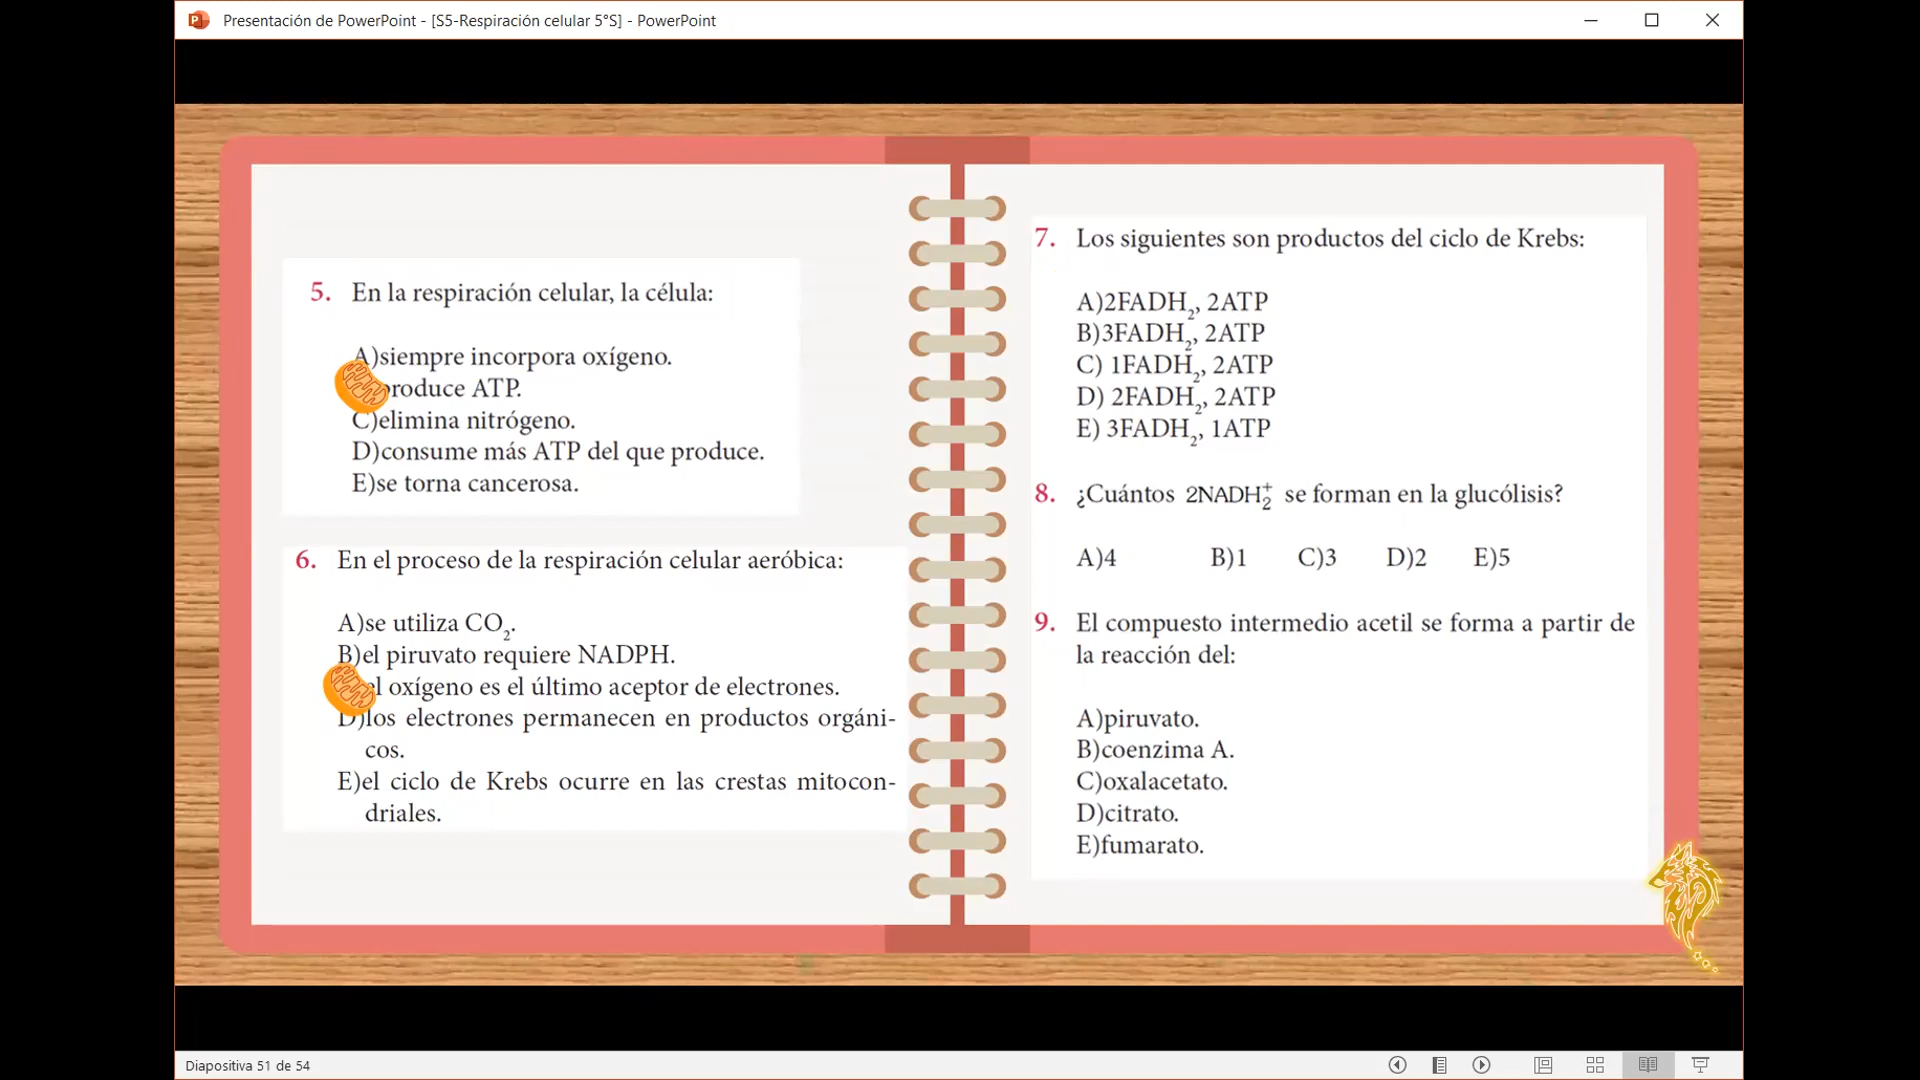 Presentación de PowerPoint - [S5-Respiración celular 5°S] - PowerPoint
5. En la respiración celular, la célula:
A)siempre incorpora oxígeno.
produce ATP.
C)elimina nitrógeno.
D)consume más ATP del que produce.
E)se torna cancerosa.
6. En el proceso de la respiración celular aeróbica:
A)se utiliza CO₂.
B)el piruvato requiere NADPH.
el oxígeno es el último aceptor de electrones.
D)los electrones permanecen en productos orgáni-
cos.
E)el ciclo de Krebs ocurre en las crestas mitocon-
driales.
7. Los siguientes son productos del ciclo de Krebs:
A)2FADH₂, 2ATP
B)3FADH₂, 2ATP
C) 1FADH₂, 2ATP
D) 2FADH₂, 2ATP
E) 3FADH₂, 1ATP
8. ¿Cuántos 2NADH₂⁺ se forman en la glucólisis?
A)4 B)1 C)3 D)2 E)5
9. El compuesto intermedio acetil se forma a partir de
la reacción del:
A)piruvato.
B)coenzima A.
C)oxalacetato.
D)citrato.
E)fumarato.
Diapositiva 51 de 54